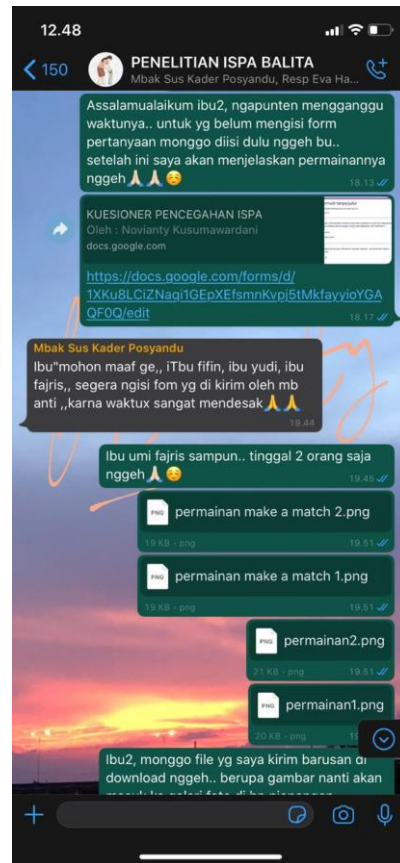 12.48
150
PENELITIAN ISPA BALITA
Mbak Sus Kader Posyandu, Resp Eva Ha...
Assalamualaikum ibu2, ngapunten mengganggu
waktunya.. untuk yg belum mengisi form
pertanyaan monggo diisi dulu nggeh bu..
setelah ini saya akan menjelaskan permainannya
nggeh🙏🙏☺️
18.13
KUESIONER PENCEGAHAN ISPA
Oleh : Novianty Kusumawardani
docs.google.com
https://docs.google.com/forms/d/
1XKu8LCiZNaqi1GEpXEfsmnKvpj5tMkfayyioYGA
QF0Q/edit
18.17
Mbak Sus Kader Posyandu
Ibu"mohon maaf ge,, iTbu fifin, ibu yudi, ibu
fajris,, segera ngisi fom yg di kirim oleh mb
anti ,,karna waktux sangat mendesak🙏🙏
19.44
Ibu umi fajris sampun.. tinggal 2 orang saja
nggeh🙏☺️
19.45
PNG
permainan make a match 2.png
19 KB · png
19.51
PNG
permainan make a match 1.png
19 KB · png
19.51
PNG
permainan2.png
21 KB · png
19.51
PNG
permainan1.png
20 KB · png
Ibu2, monggo file yg saya kirim barusan di
download nggeh.. berupa gambar nanti akan